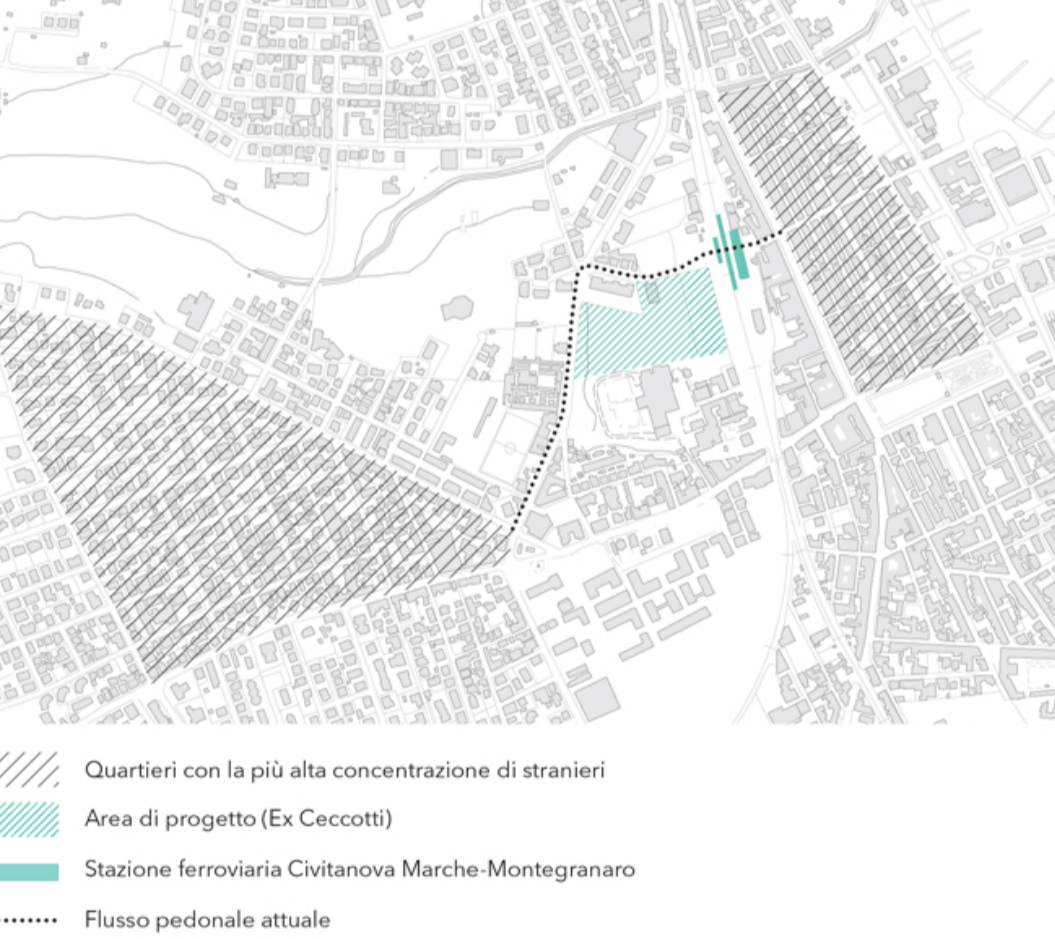 Quartieri con la più alta concentrazione di stranieri
Area di progetto (Ex Ceccotti)
Stazione ferroviaria Civitanova Marche-Montegranaro
Flusso pedonale attuale